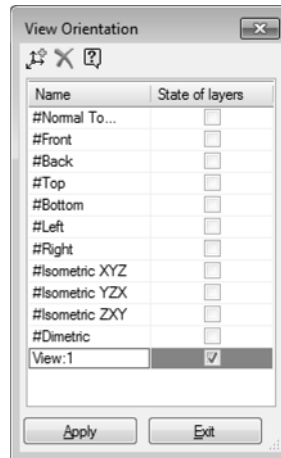 View Orientation
Name State of layers
#Normal To...
#Front
#Back
#Top
#Bottom
#Left
#Right
#Isometric XYZ
#Isometric YZX
#Isometric ZXY
#Dimetric
View:1
Apply Exit